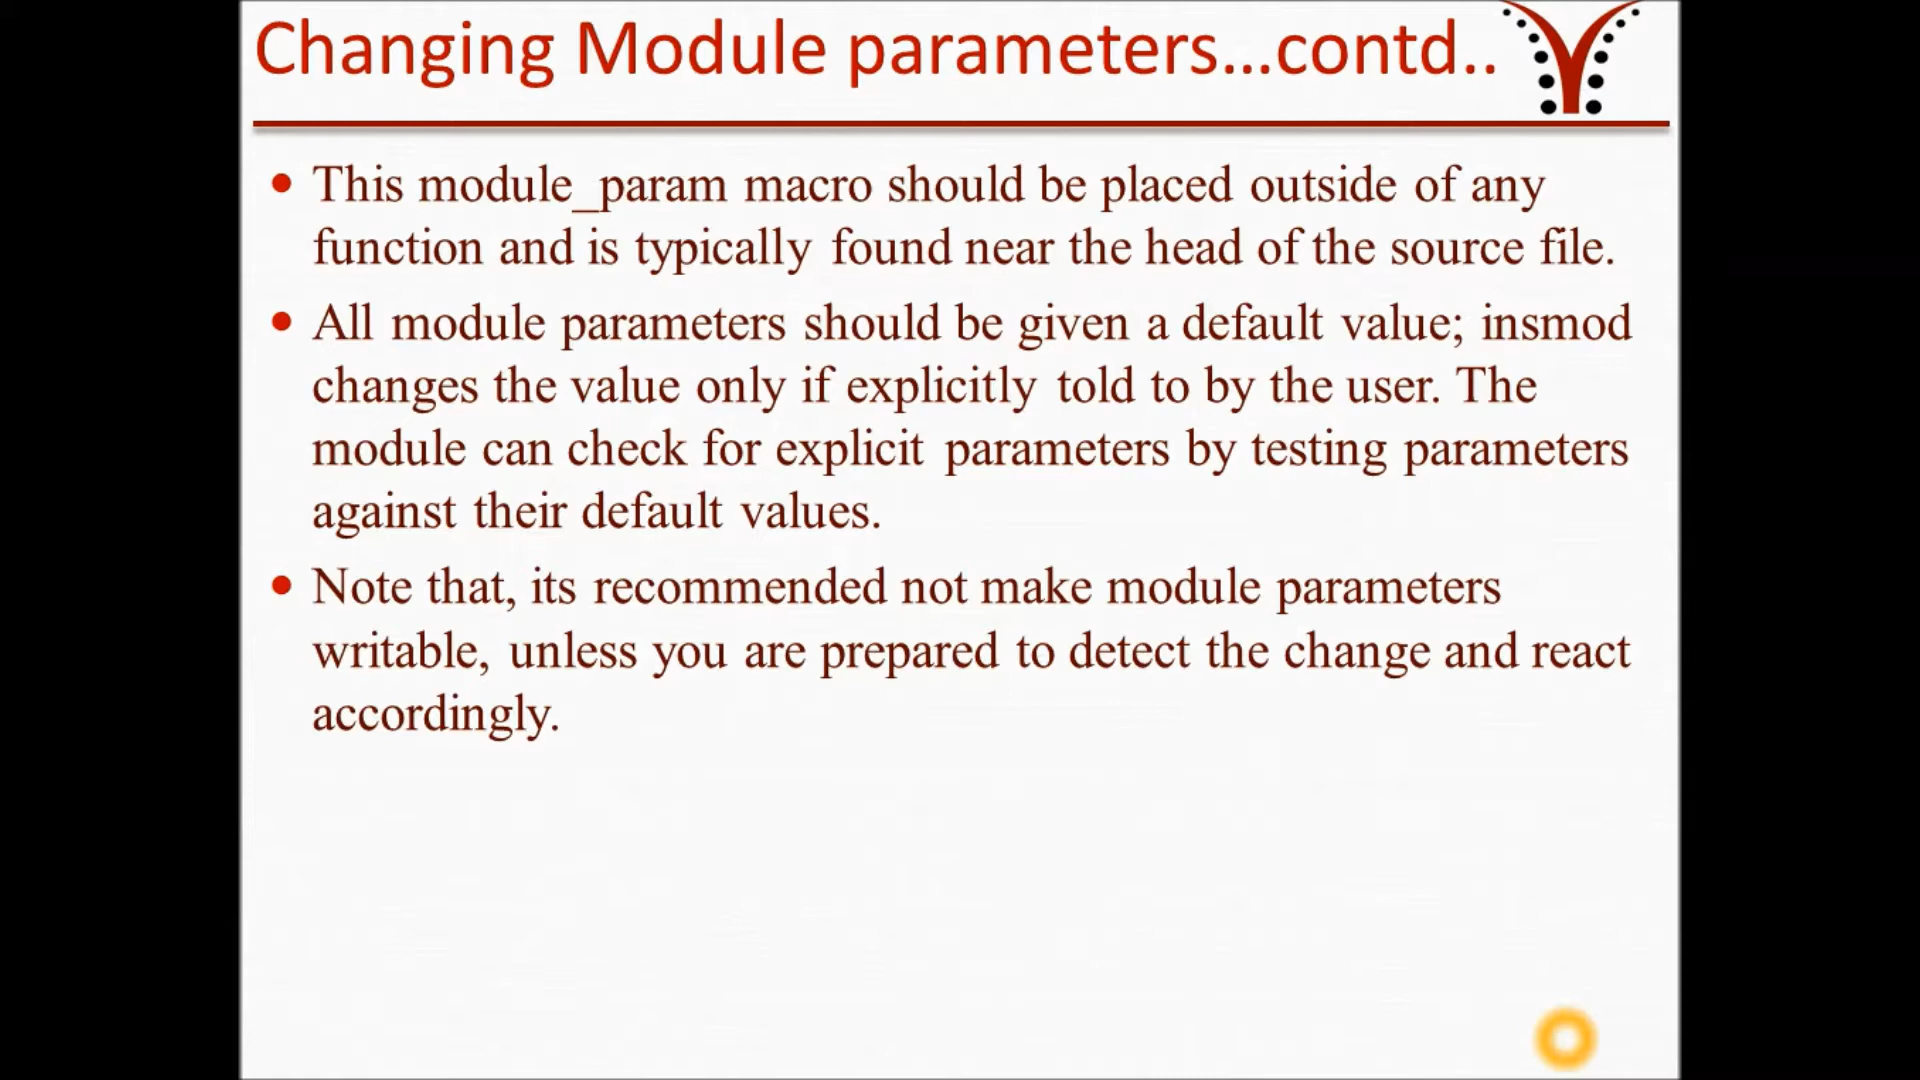 Changing Module parameters...contd..
• This module_param macro should be placed outside of any
function and is typically found near the head of the source file.
• All module parameters should be given a default value; insmod
changes the value only if explicitly told to by the user. The
module can check for explicit parameters by testing parameters
against their default values.
• Note that, its recommended not make module parameters
writable, unless you are prepared to detect the change and react
accordingly.